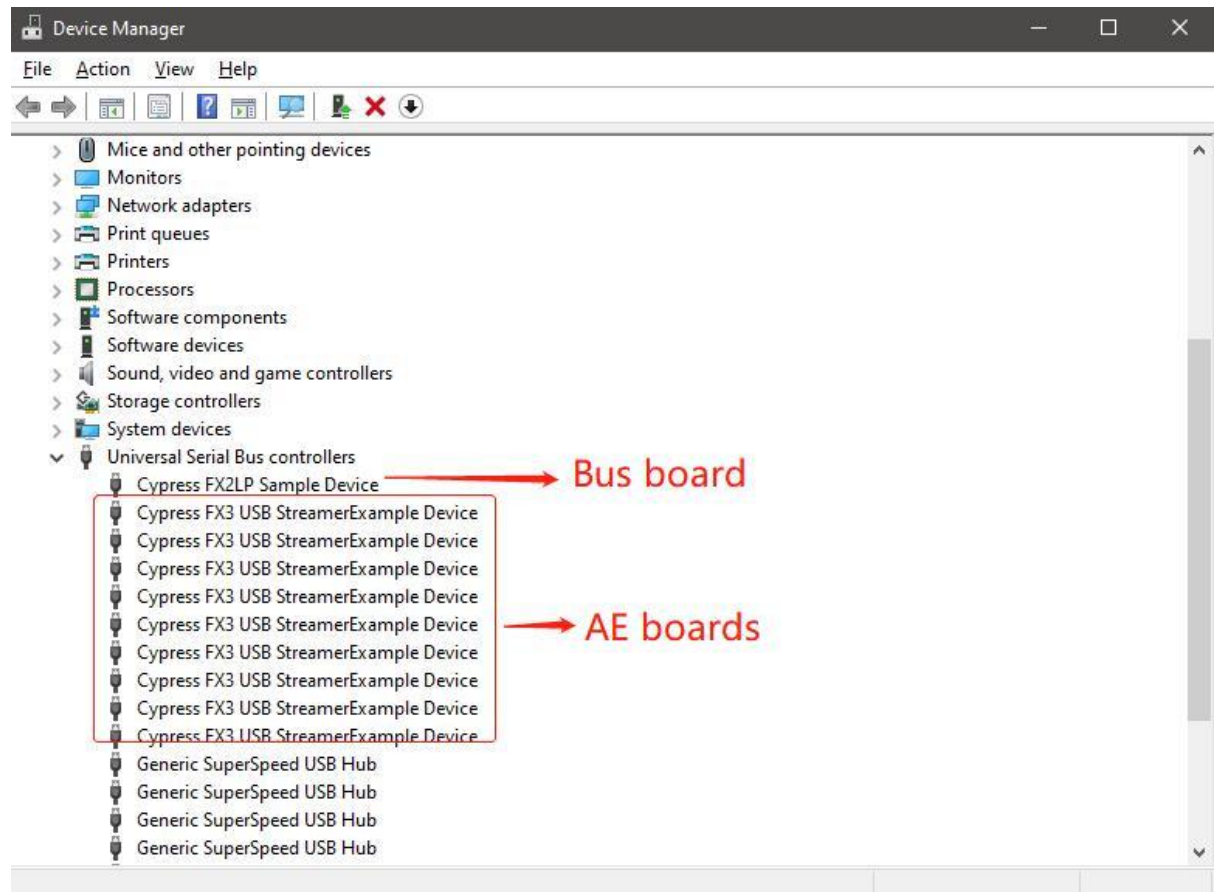 Device Manager
File Action View Help
Mice and other pointing devices
Monitors
Network adapters
Print queues
Printers
Processors
Software components
Software devices
Sound, video and game controllers
Storage controllers
System devices
Universal Serial Bus controllers
Cypress FX2LP Sample Device Bus board
Cypress FX3 USB StreamerExample Device
Cypress FX3 USB StreamerExample Device
Cypress FX3 USB StreamerExample Device
Cypress FX3 USB StreamerExample Device
Cypress FX3 USB StreamerExample Device AE boards
Cypress FX3 USB StreamerExample Device
Cypress FX3 USB StreamerExample Device
Cypress FX3 USB StreamerExample Device
Cypress FX3 USB StreamerExample Device
Generic SuperSpeed USB Hub
Generic SuperSpeed USB Hub
Generic SuperSpeed USB Hub
Generic SuperSpeed USB Hub